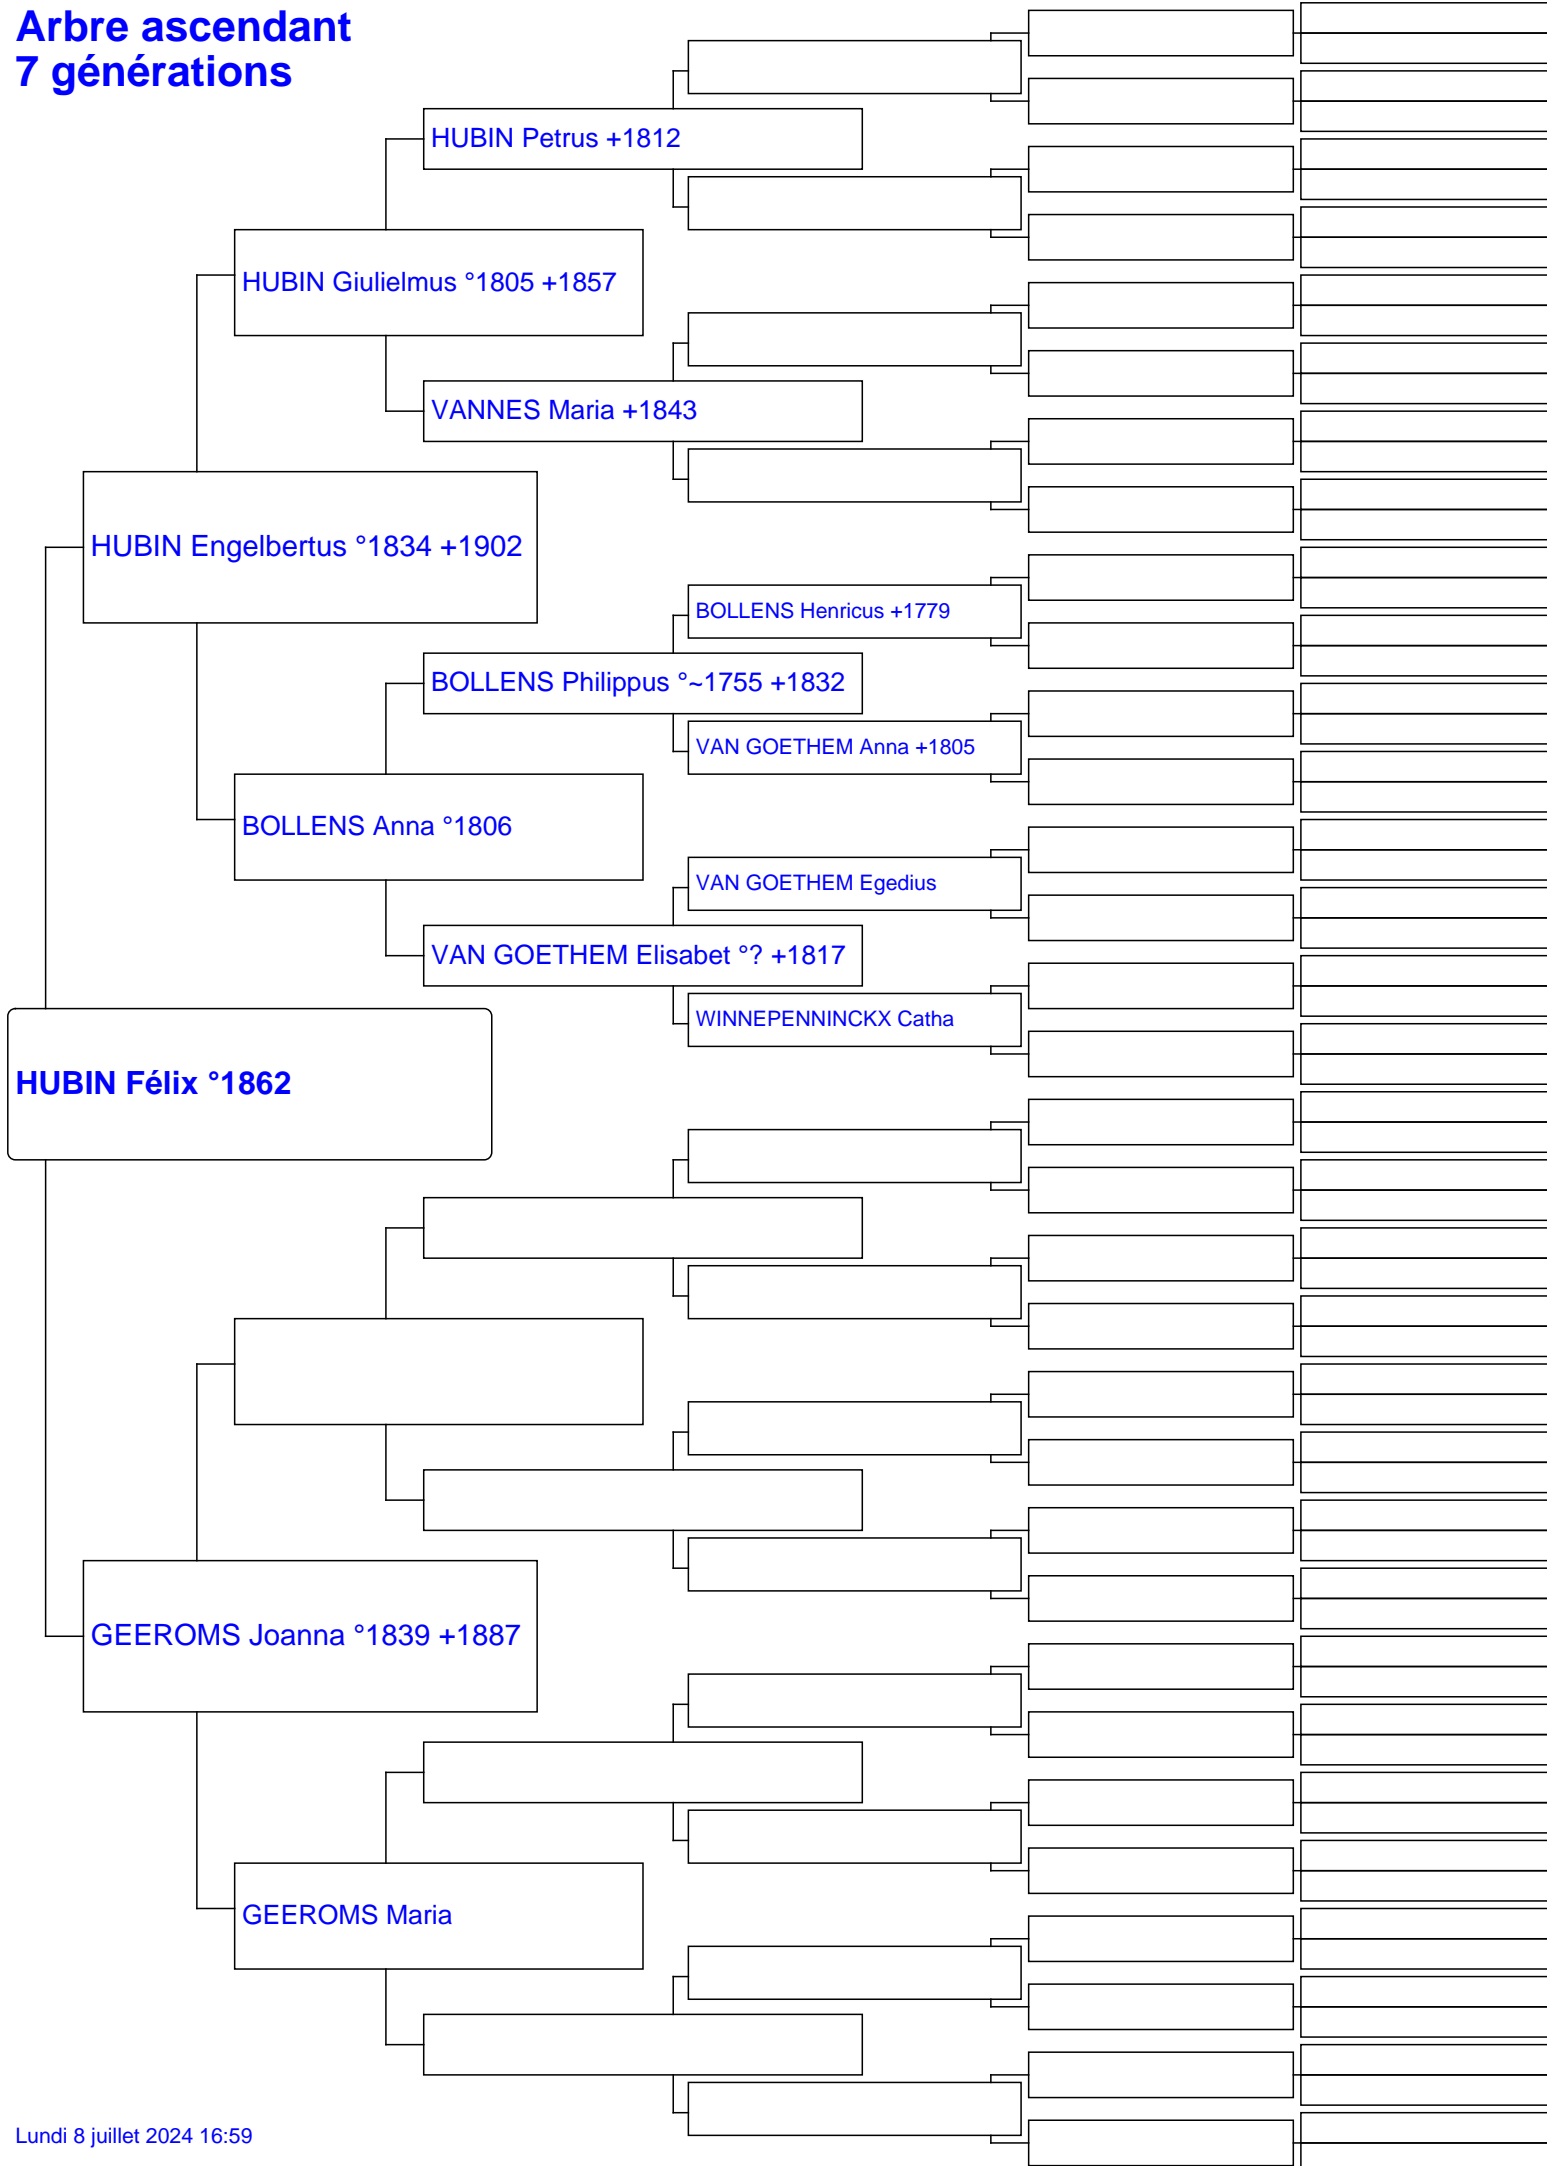 Arbre ascendant
7 générations
HUBIN Petrus +1812
HUBIN Giulielmus °1805 +1857
VANNES Maria +1843
HUBIN Engelbertus °1834 +1902
BOLLENS Henricus +1779
BOLLENS Philippus °~1755 +1832
VAN GOETHEM Anna +1805
BOLLENS Anna °1806
VAN GOETHEM Egedius
VAN GOETHEM Elisabet °? +1817
WINNEPENNINCKX Catha
HUBIN Félix °1862
GEEROMS Joanna °1839 +1887
GEEROMS Maria
Lundi 8 juillet 2024 16:59